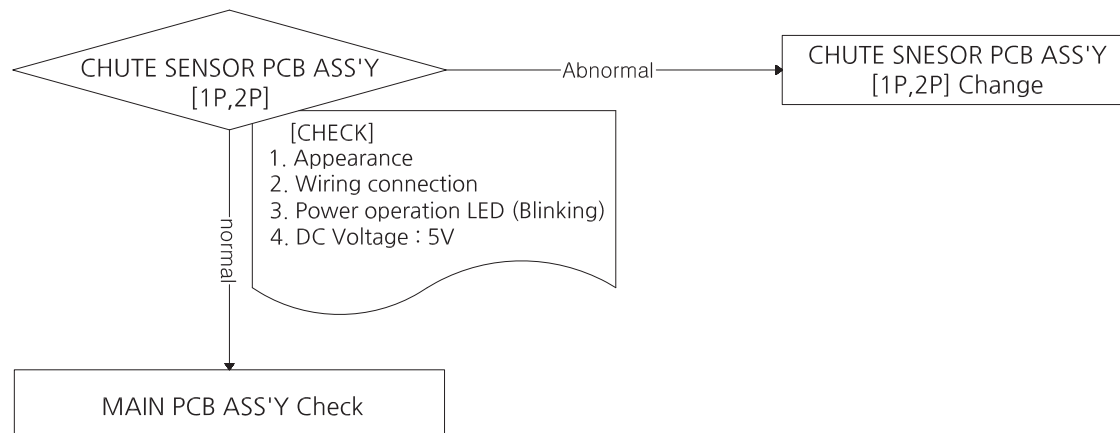 CHUTE SENSOR PCB ASS'Y
[1P,2P]
Abnormal
CHUTE SNESOR PCB ASS'Y
[1P,2P] Change
[CHECK]
1. Appearance
2. Wiring connection
3. Power operation LED (Blinking)
4. DC Voltage : 5V
normal
MAIN PCB ASS'Y Check